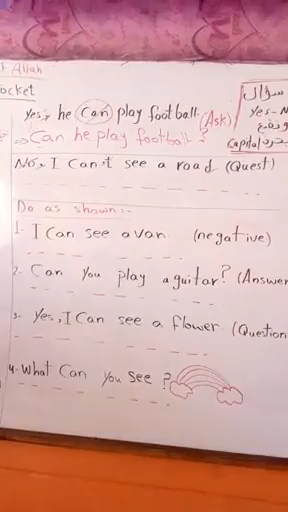 Allah
ocket
سؤال
Yes, he can play football. (Ask)
Yes-N
⇒ Can he play football?
Capital
No, I Can't see a road (Quest)
Do as shown:-
1- I Can see a van (negative)
2- Can you play a guitar? (Answer
3- Yes, I Can see a flower (Question
4- What Can you see?